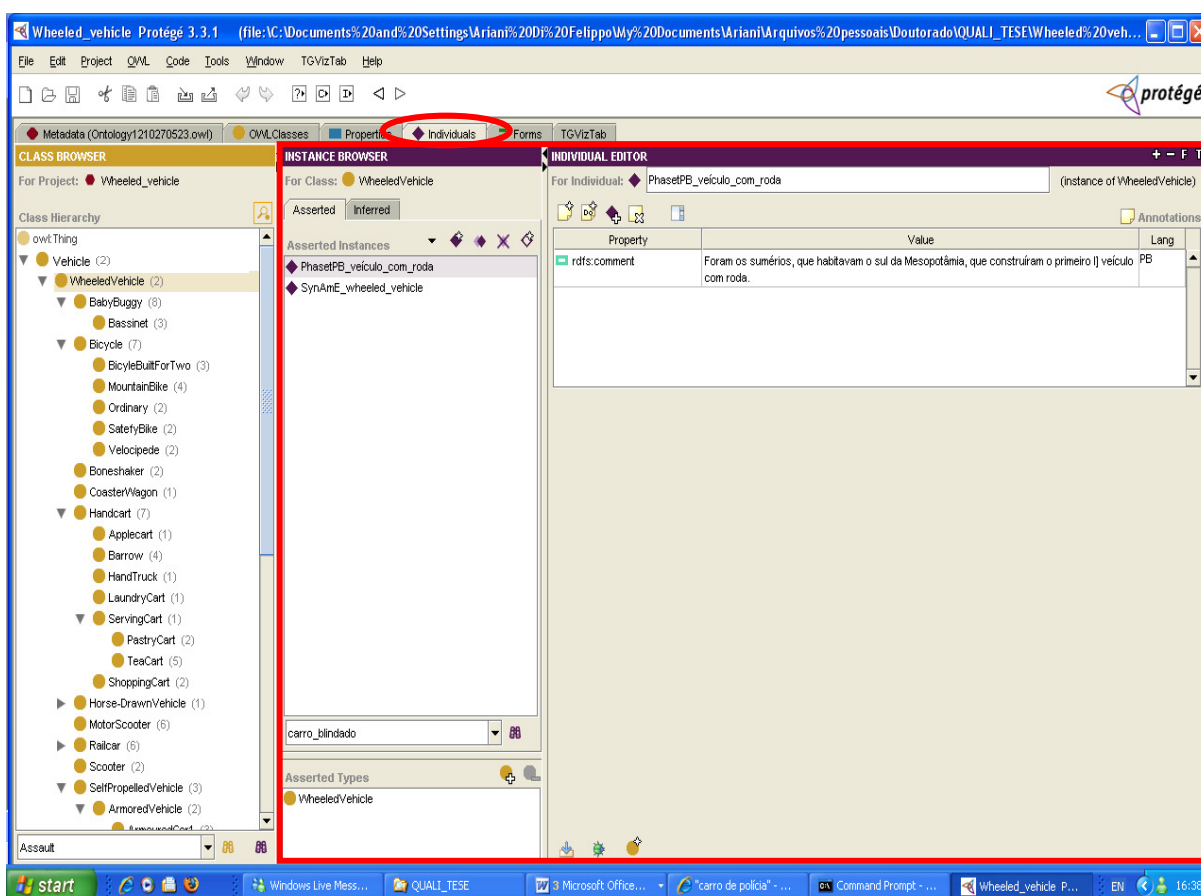 Wheeled_vehicle Protégé 3.3.1 (file:\C:\Documents%20and%20Settings\Ariani%20Di%20Felippo\My%20Documents\Ariani\Arquivos%20pessoais\Doutorado\QUALI_TESE\Wheeled%20veh...
File Edit Project OWL Code Tools Window TGVizTab Help
protégé
Metadata (Ontology1210270523.owl) OWLClasses Properties Individuals Forms TGVizTab
CLASS BROWSER
For Project: Wheeled_vehicle
Class Hierarchy
owl:Thing
Vehicle (2)
WheeledVehicle (2)
BabyBuggy (8)
Bassinet (3)
Bicycle (7)
BicyleBuiltForTwo (3)
MountainBike (4)
Ordinary (2)
SatefyBike (2)
Velocipede (2)
Boneshaker (2)
CoasterWagon (1)
Handcart (7)
Applecart (1)
Barrow (4)
HandTruck (1)
LaundryCart (1)
ServingCart (1)
PastryCart (2)
TeaCart (5)
ShoppingCart (2)
Horse-DrawnVehicle (1)
MotorScooter (6)
Railcar (6)
Scooter (2)
SelfPropelledVehicle (3)
ArmoredVehicle (2)
Assault
INSTANCE BROWSER
For Class: WheeledVehicle
Asserted Inferred
Asserted Instances
PhasetPB_veículo_com_roda
SynAmE_wheeled_vehicle
carro_blindado
Asserted Types
WheeledVehicle
INDIVIDUAL EDITOR + − F T
For Individual: PhasetPB_veículo_com_roda (instance of WheeledVehicle)
Annotations
Property Value Lang
rdfs:comment Foram os sumérios, que habitavam o sul da Mesopotâmia, que construíram o primeiro l] veículo PB
com roda.
start Windows Live Mess... QUALI_TESE 3 Microsoft Office... "carro de polícia" - ... Command Prompt - ... Wheeled_vehicle P... EN 16:39